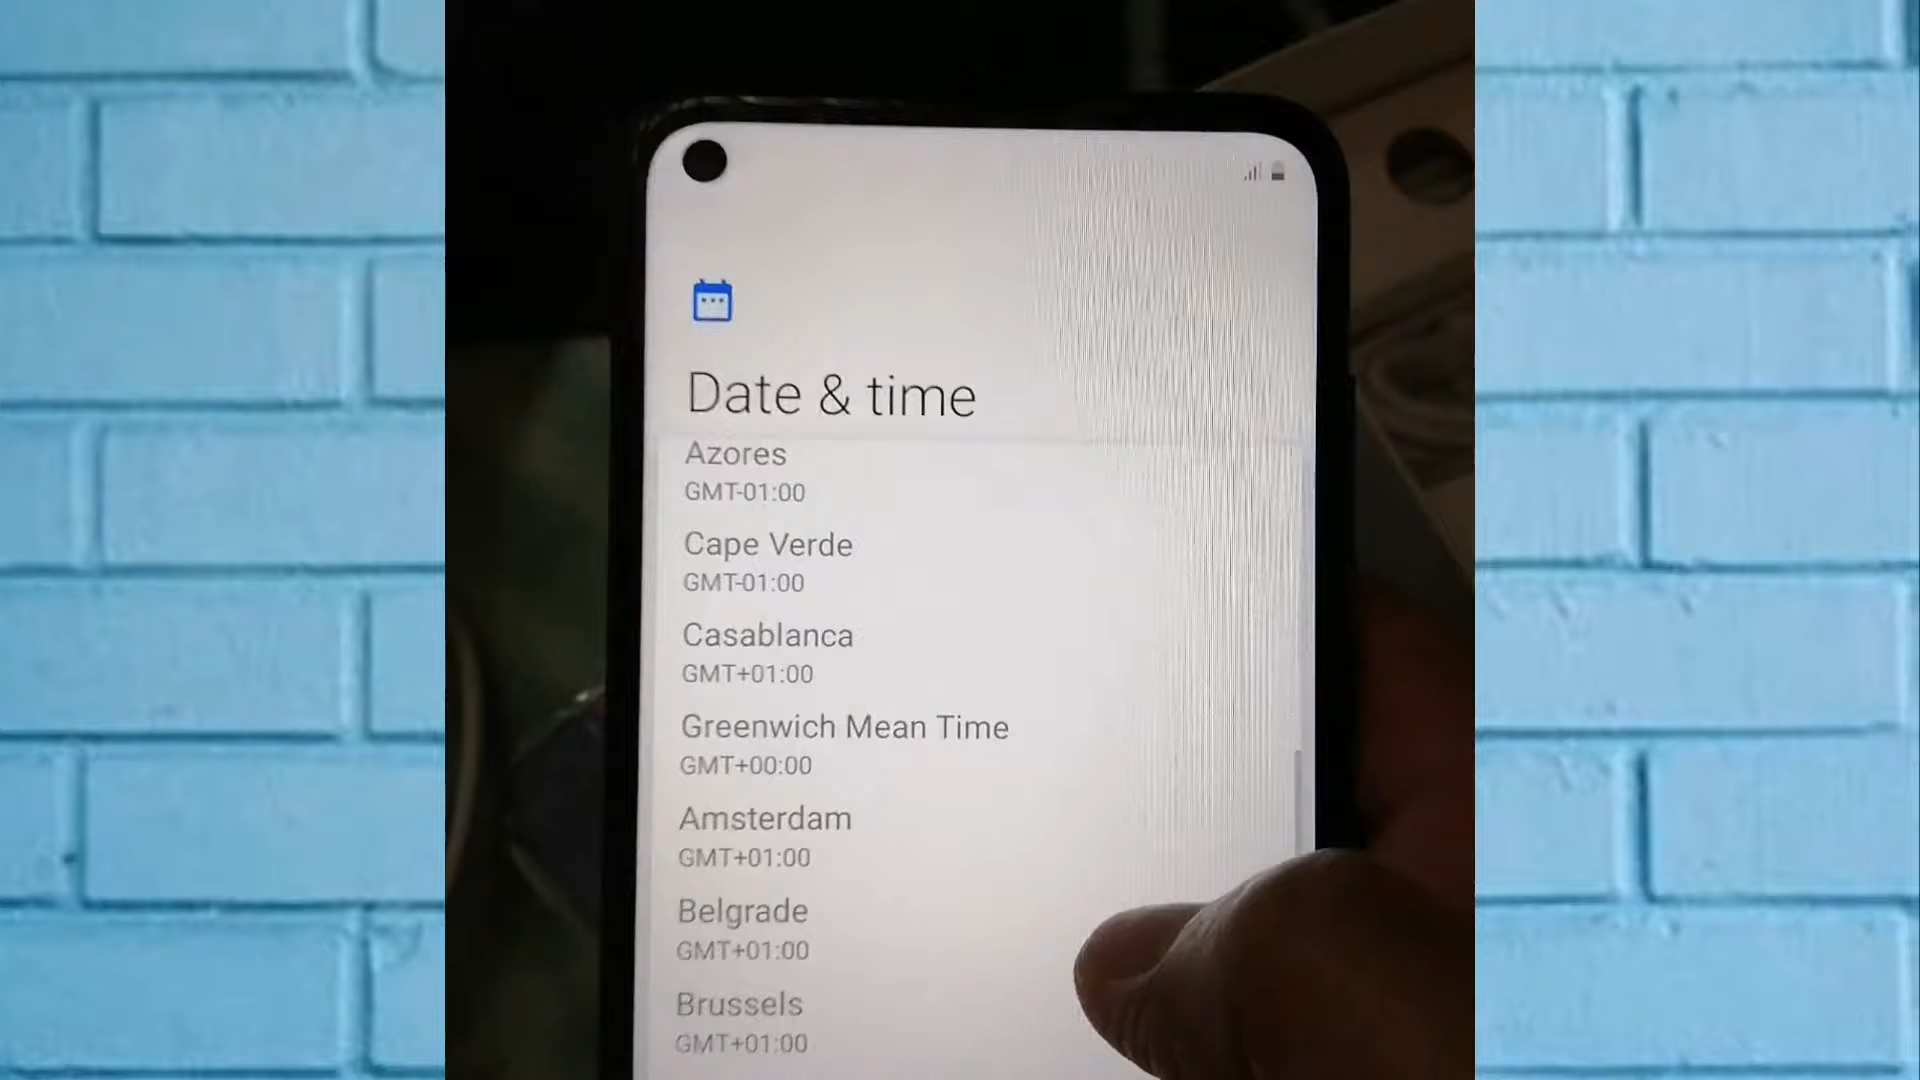 Date & time
Azores
GMT-01:00
Cape Verde
GMT-01:00
Casablanca
GMT+01:00
Greenwich Mean Time
GMT+00:00
Amsterdam
GMT+01:00
Belgrade
GMT+01:00
Brussels
GMT+01:00